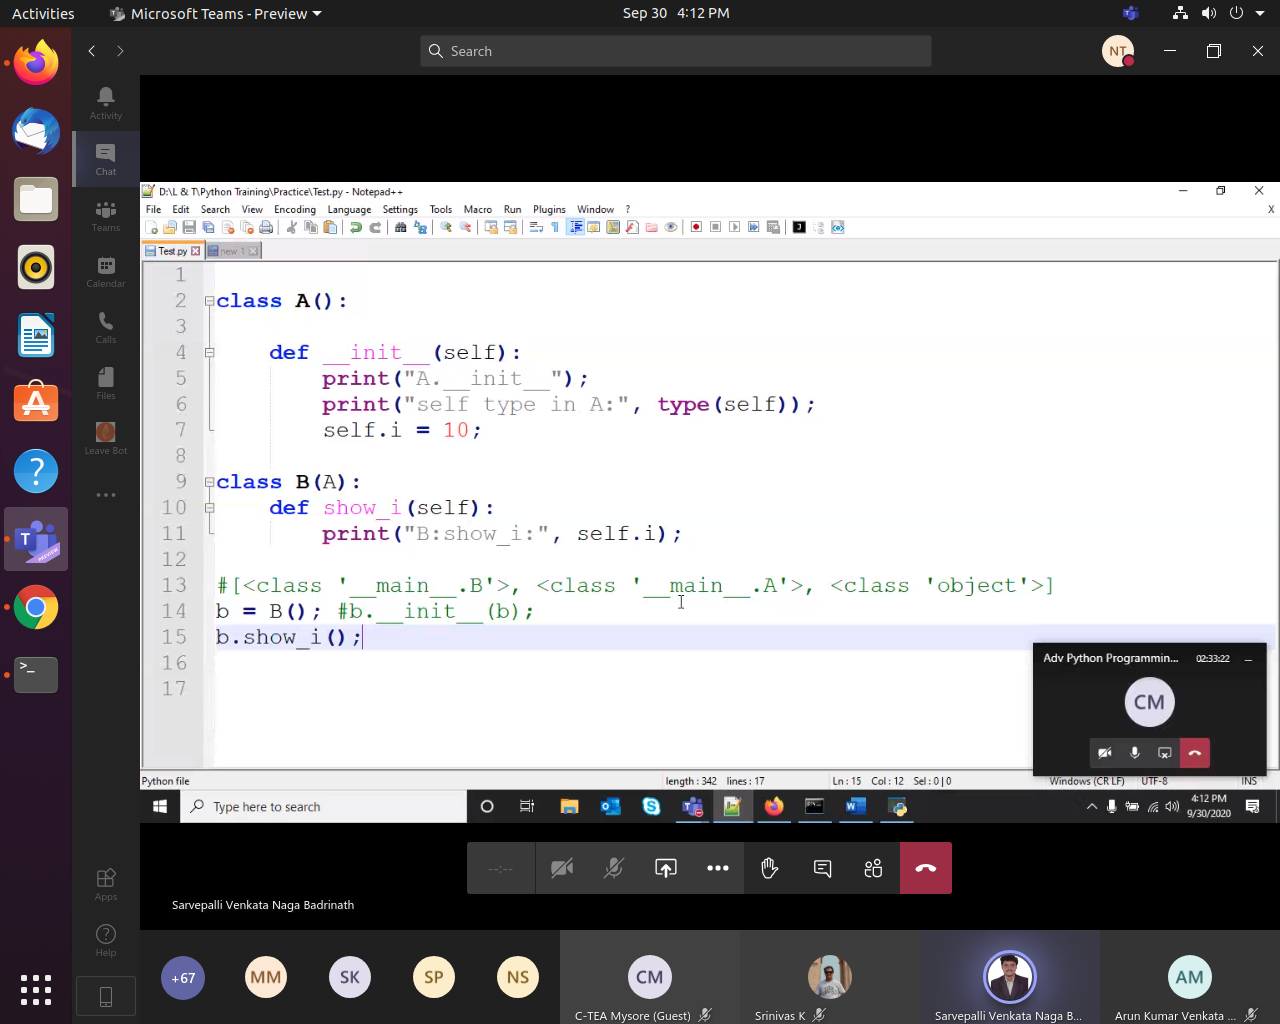 Activities
Microsoft Teams - Preview
Sep 30 4:12 PM
Search
NT
Activity
Chat
Teams
Calendar
Calls
Files
Leave Bot
Apps
Help
D:\L & T\Python Training\Practice\Test.py - Notepad++
File Edit Search View Encoding Language Settings Tools Macro Run Plugins Window ? X
Test.py new 1
1
2 class A():
3
4 def __init__(self):
5 print("A.__init__");
6 print("self type in A:", type(self));
7 self.i = 10;
8
9 class B(A):
10 def show_i(self):
11 print("B:show_i:", self.i);
12
13 #[<class '__main__.B'>, <class '__main__.A'>, <class 'object'>]
14 b = B(); #b.__init__(b);
15 b.show_i();
16
17
Adv Python Programmin... 02:33:22
CM
Python file length : 342 lines : 17 Ln : 15 Col : 12 Sel : 0 | 0 Windows (CR LF) UTF-8 INS
Type here to search
4:12 PM
9/30/2020
--:--
Sarvepalli Venkata Naga Badrinath
+67
MM
SK
SP
NS
CM
AM
C-TEA Mysore (Guest)
Srinivas K
Sarvepalli Venkata Naga B...
Arun Kumar Venkata ...